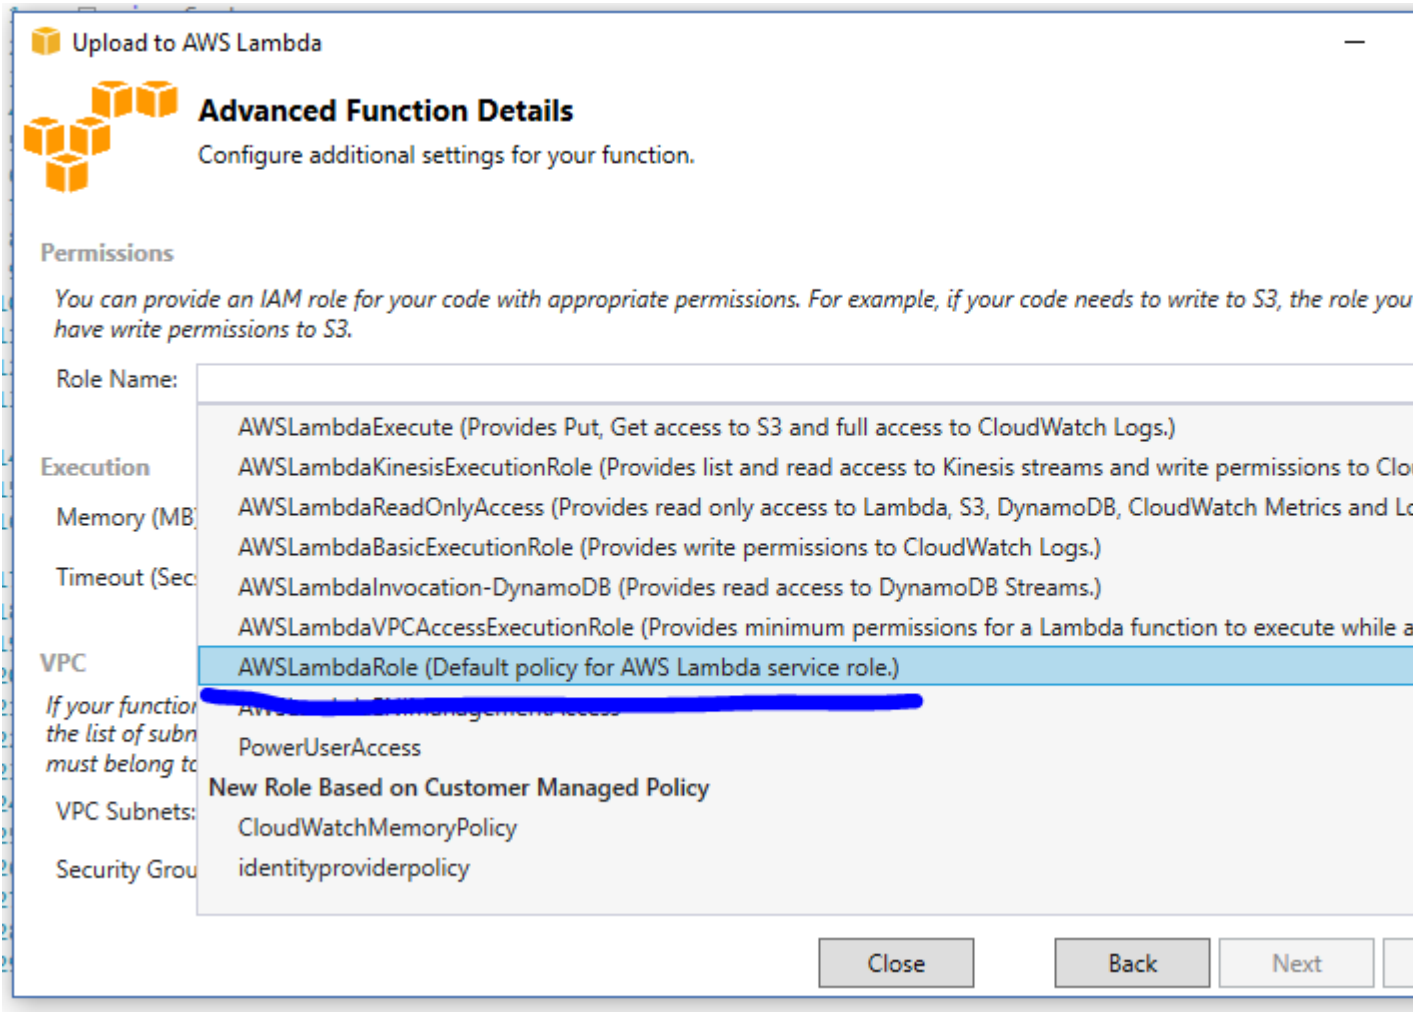 Upload to AWS Lambda
Advanced Function Details
Configure additional settings for your function.
Permissions
You can provide an IAM role for your code with appropriate permissions. For example, if your code needs to write to S3, the role you
have write permissions to S3.
Role Name:
AWSLambdaExecute (Provides Put, Get access to S3 and full access to CloudWatch Logs.)
Execution
AWSLambdaKinesisExecutionRole (Provides list and read access to Kinesis streams and write permissions to Clo
Memory (MB)
AWSLambdaReadOnlyAccess (Provides read only access to Lambda, S3, DynamoDB, CloudWatch Metrics and Lo
AWSLambdaBasicExecutionRole (Provides write permissions to CloudWatch Logs.)
Timeout (Secs
AWSLambdaInvocation-DynamoDB (Provides read access to DynamoDB Streams.)
AWSLambdaVPCAccessExecutionRole (Provides minimum permissions for a Lambda function to execute while a
VPC
AWSLambdaRole (Default policy for AWS Lambda service role.)
If your function
the list of subn
must belong to
PowerUserAccess
New Role Based on Customer Managed Policy
VPC Subnets:
CloudWatchMemoryPolicy
Security Grou
identityproviderpolicy
Close
Back
Next